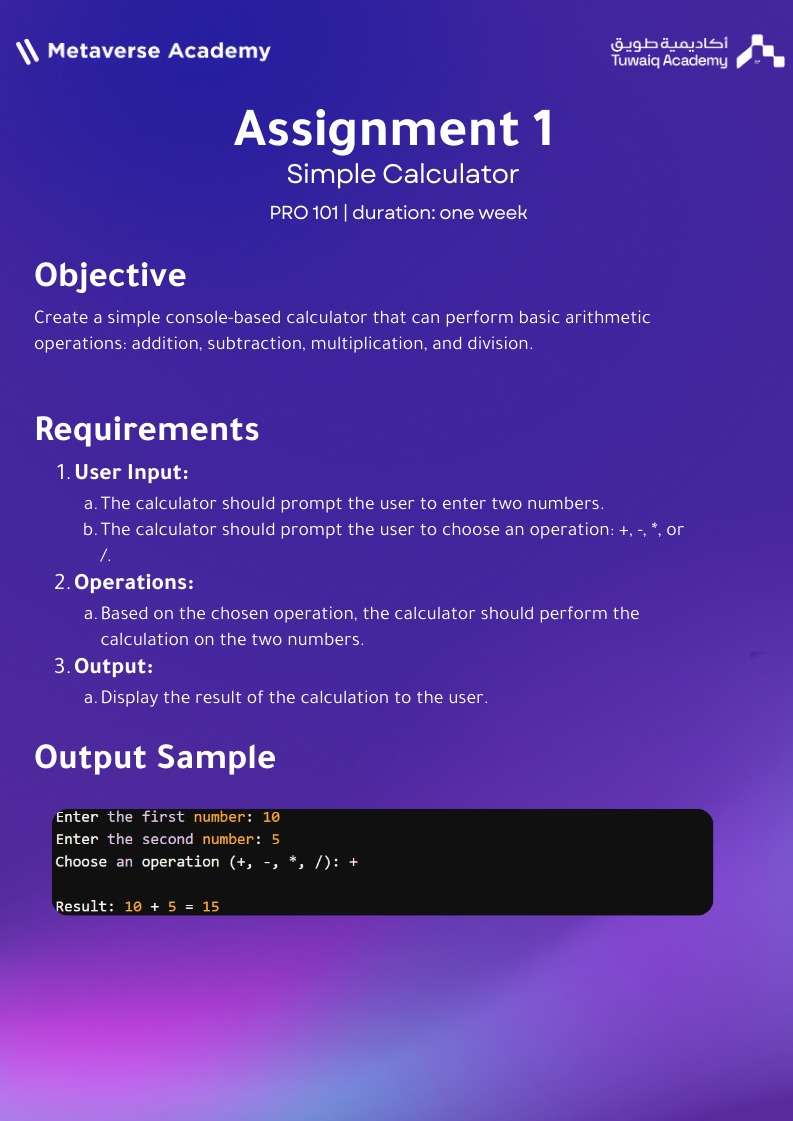 Metaverse Academy
أكاديمية طويق
Tuwaiq Academy
Assignment 1
Simple Calculator
PRO 101 | duration: one week
Objective
Create a simple console-based calculator that can perform basic arithmetic
operations: addition, subtraction, multiplication, and division.
Requirements
1. User Input:
a. The calculator should prompt the user to enter two numbers.
b. The calculator should prompt the user to choose an operation: +, -, *, or
/.
2. Operations:
a. Based on the chosen operation, the calculator should perform the
calculation on the two numbers.
3. Output:
a. Display the result of the calculation to the user.
Output Sample
Enter the first number: 10
Enter the second number: 5
Choose an operation (+, -, *, /): +
Result: 10 + 5 = 15